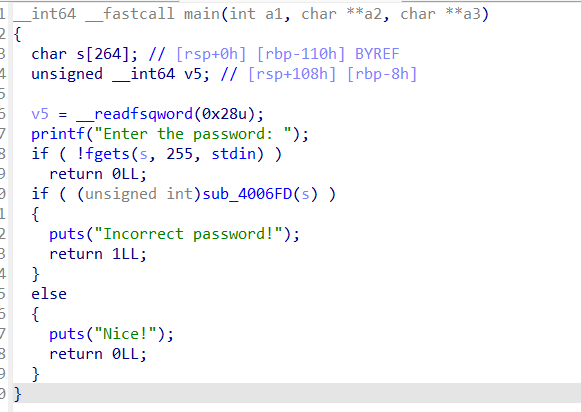 1 __int64 __fastcall main(int a1, char **a2, char **a3)
2 {
3   char s[264]; // [rsp+0h] [rbp-110h] BYREF
4   unsigned __int64 v5; // [rsp+108h] [rbp-8h]
5
6   v5 = __readfsqword(0x28u);
7   printf("Enter the password: ");
8   if ( !fgets(s, 255, stdin) )
9     return 0LL;
0   if ( (unsigned int)sub_4006FD(s) )
1   {
2     puts("Incorrect password!");
3     return 1LL;
4   }
5   else
6   {
7     puts("Nice!");
8     return 0LL;
9   }
0 }